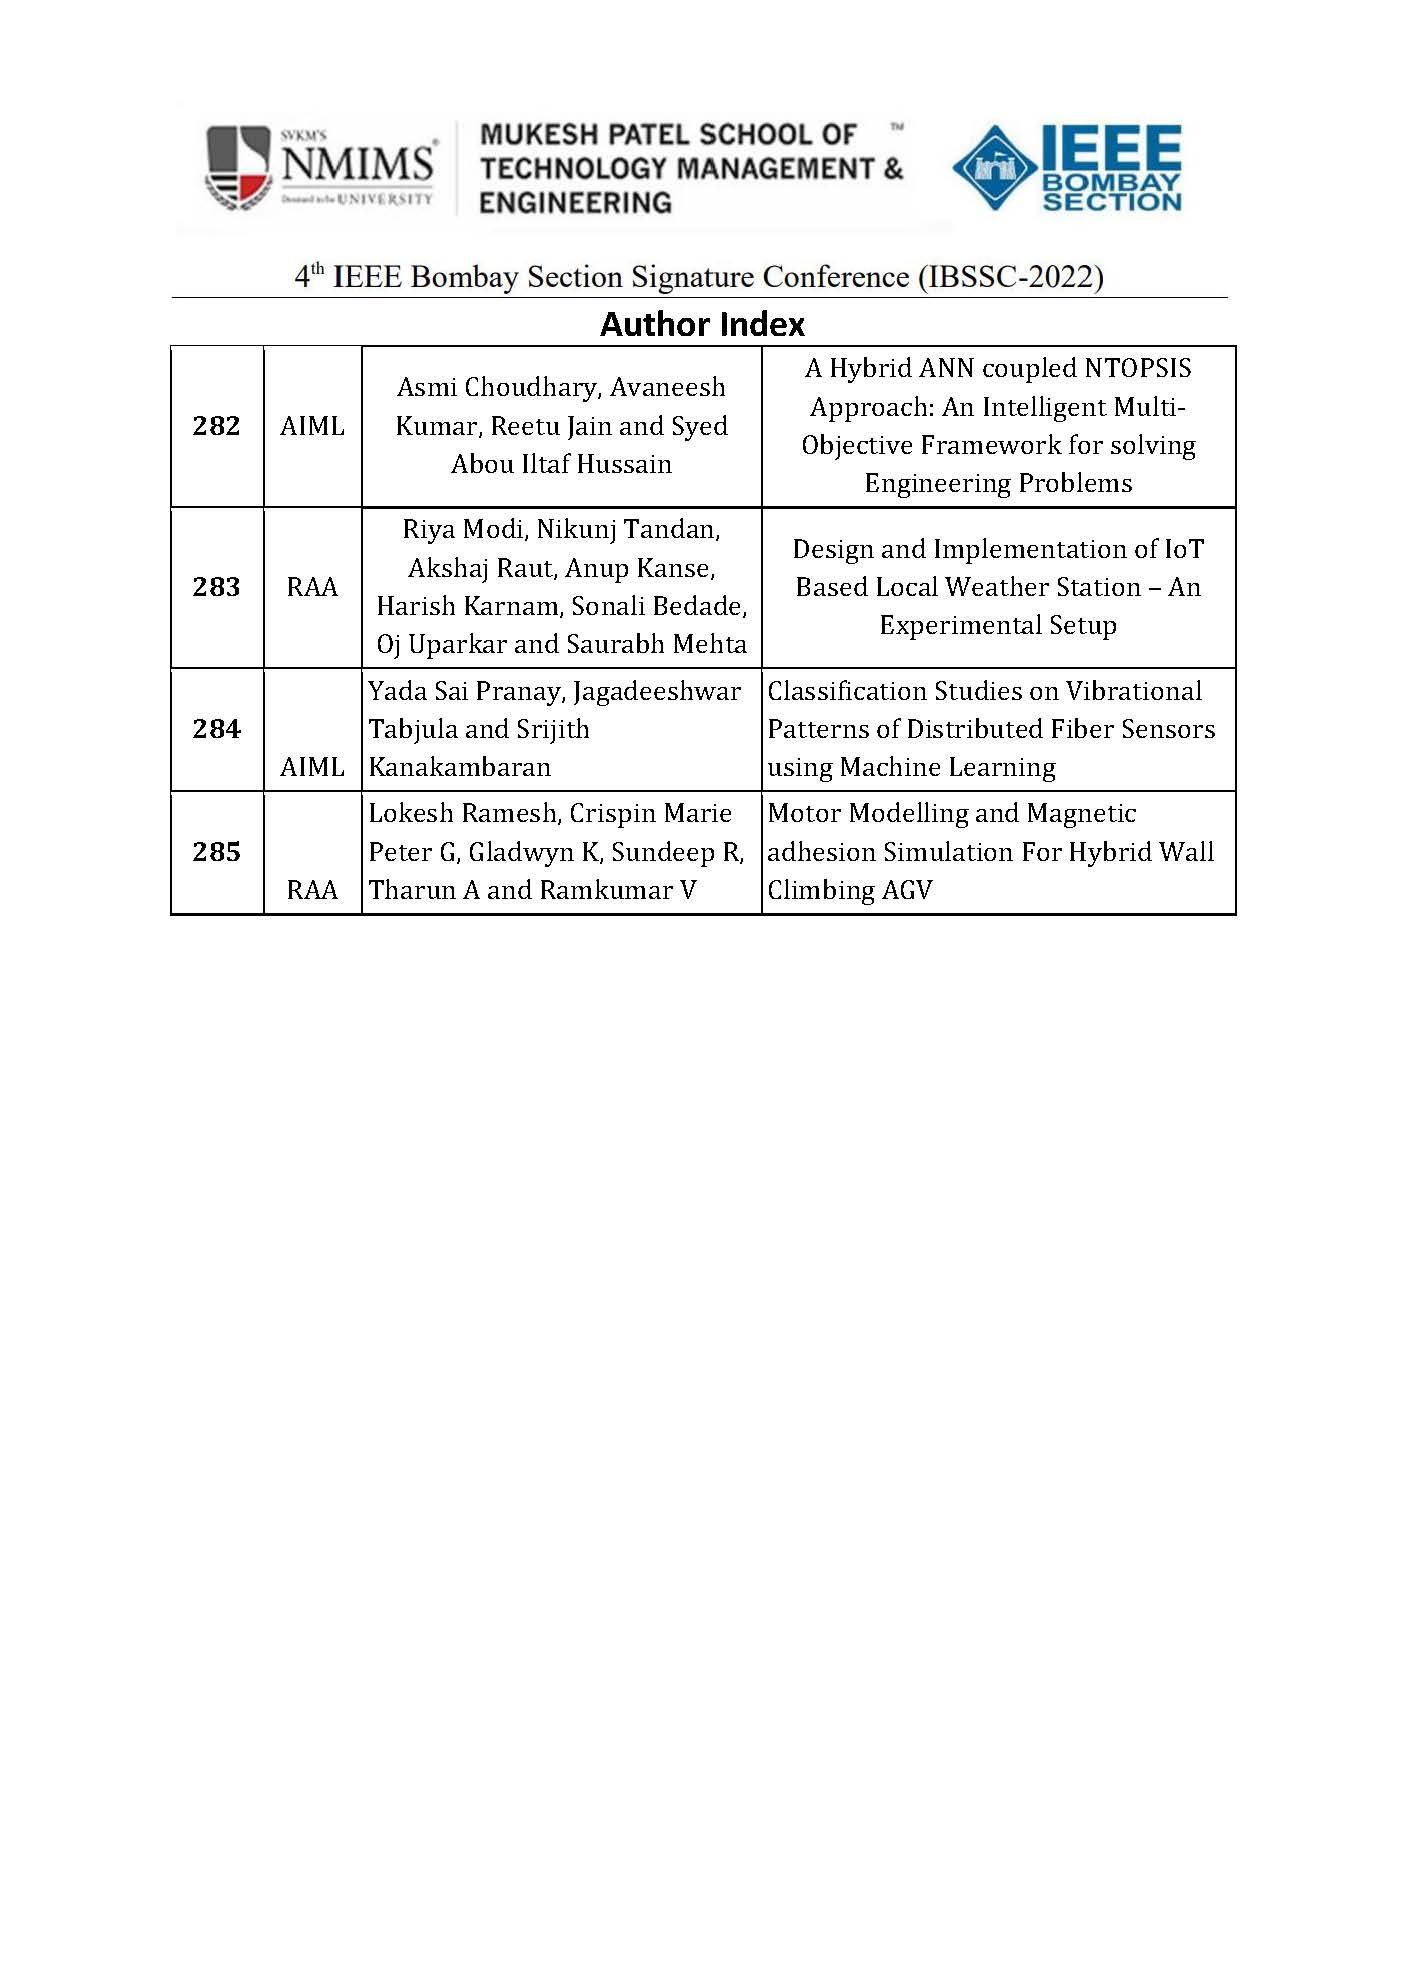 SVKM'S
NMIMS®
Deemed to be UNIVERSITY
MUKESH PATEL SCHOOL OF ™
TECHNOLOGY MANAGEMENT &
ENGINEERING
IEEE
BOMBAY
SECTION
4th IEEE Bombay Section Signature Conference (IBSSC-2022)
Author Index
282
AIML
Asmi Choudhary, Avaneesh
Kumar, Reetu Jain and Syed
Abou Iltaf Hussain
A Hybrid ANN coupled NTOPSIS
Approach: An Intelligent Multi-
Objective Framework for solving
Engineering Problems
283
RAA
Riya Modi, Nikunj Tandan,
Akshaj Raut, Anup Kanse,
Harish Karnam, Sonali Bedade,
Oj Uparkar and Saurabh Mehta
Design and Implementation of IoT
Based Local Weather Station – An
Experimental Setup
284
AIML
Yada Sai Pranay, Jagadeeshwar
Tabjula and Srijith
Kanakambaran
Classification Studies on Vibrational
Patterns of Distributed Fiber Sensors
using Machine Learning
285
RAA
Lokesh Ramesh, Crispin Marie
Peter G, Gladwyn K, Sundeep R,
Tharun A and Ramkumar V
Motor Modelling and Magnetic
adhesion Simulation For Hybrid Wall
Climbing AGV